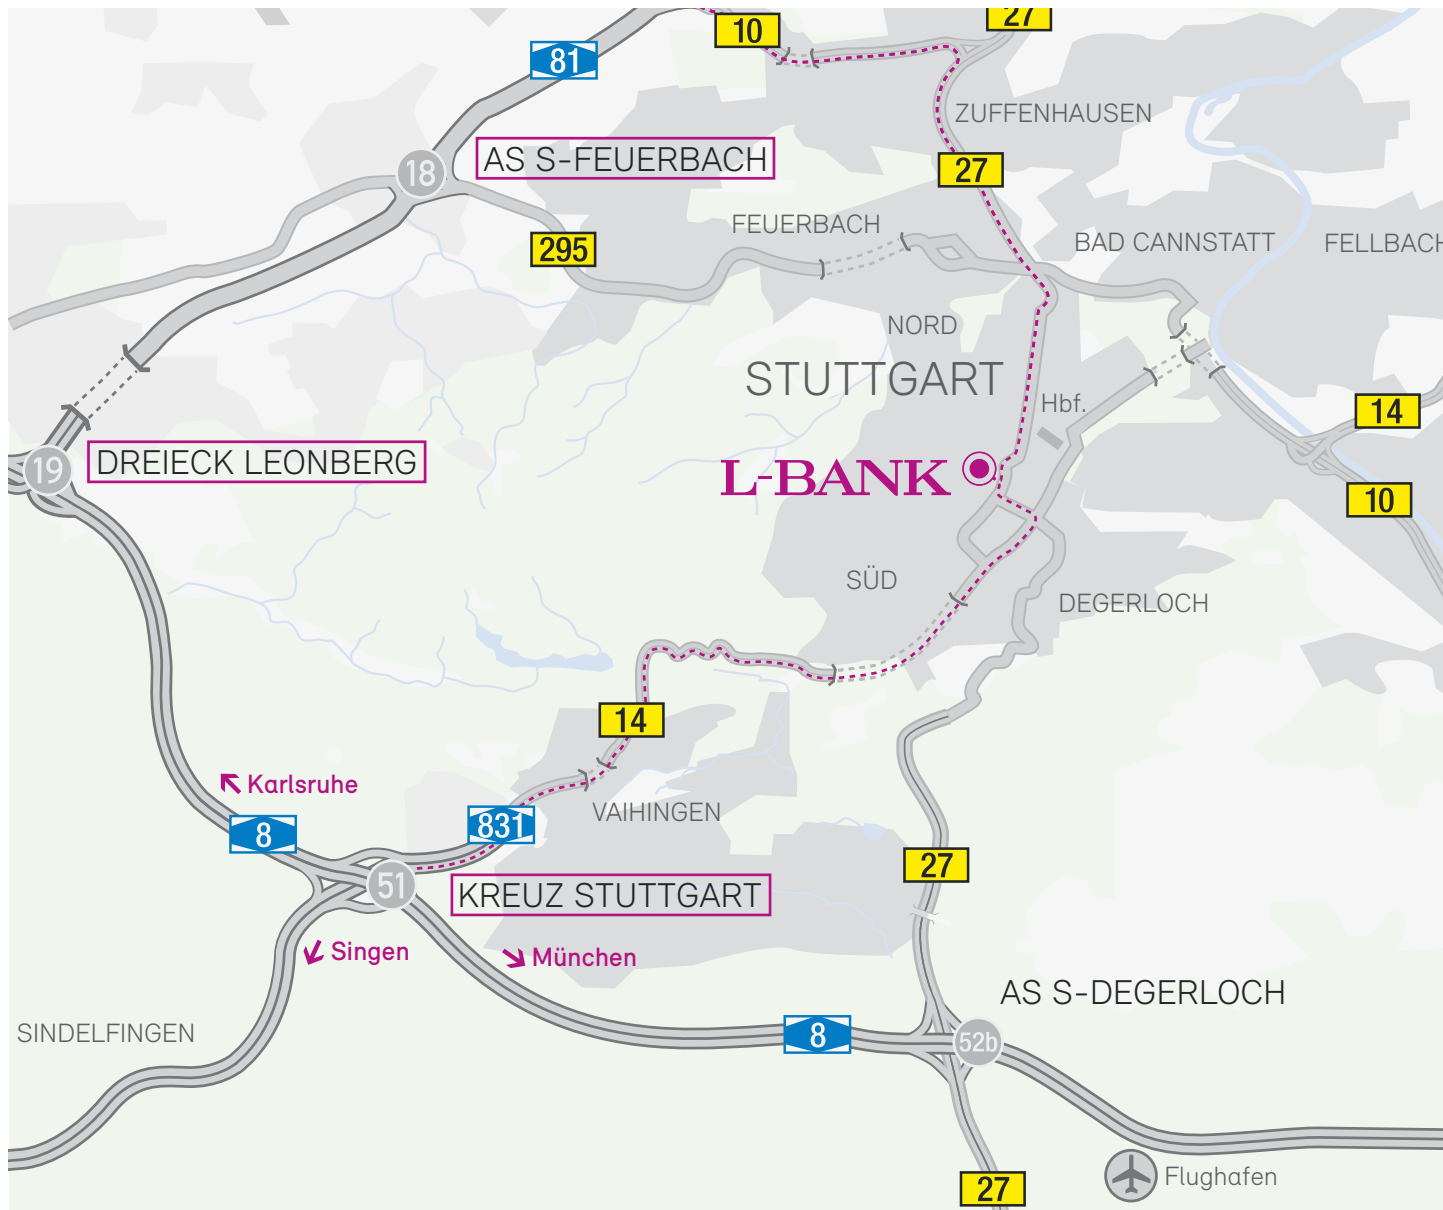 27
10
81
ZUFFENHAUSEN
AS S-FEUERBACH
18
27
FEUERBACH
295
BAD CANNSTATT
FELLBACH
NORD
STUTTGART
Hbf.
14
19
DREIECK LEONBERG
L-BANK
10
SÜD
DEGERLOCH
14
Karlsruhe
8
831
VAIHINGEN
27
51
KREUZ STUTTGART
Singen
München
AS S-DEGERLOCH
SINDELFINGEN
8
52b
Flughafen
27